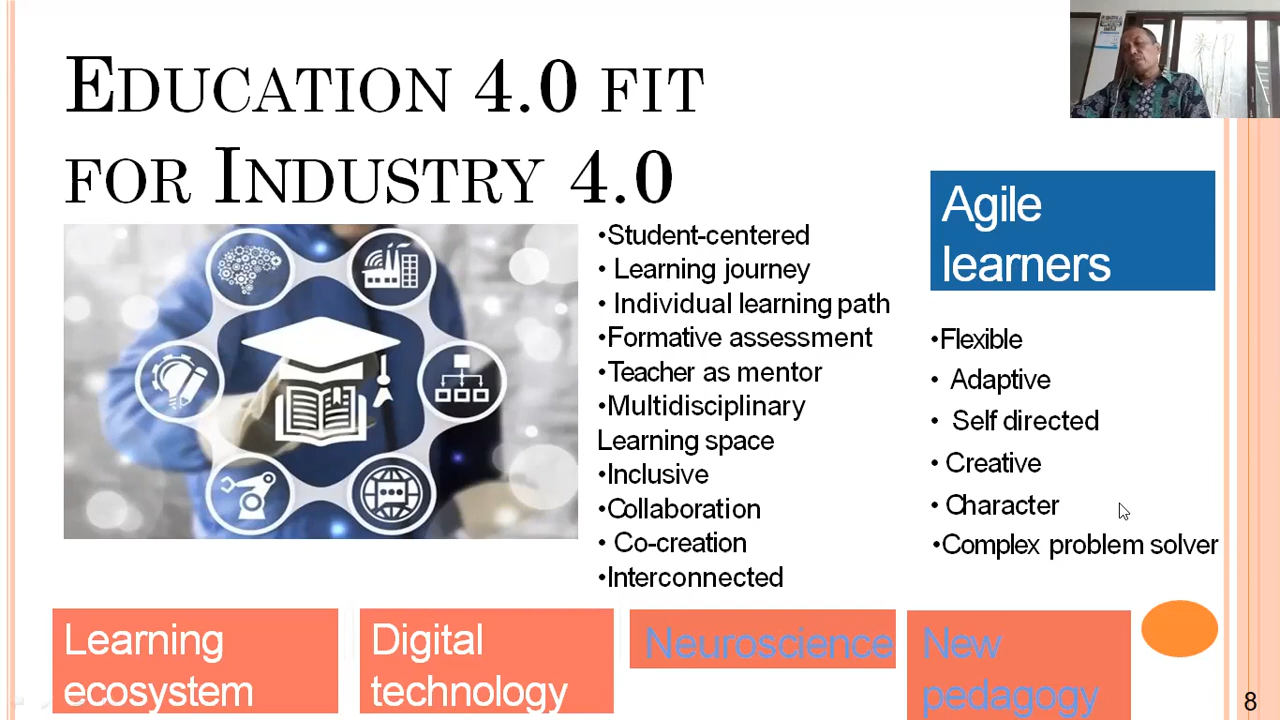 EDUCATION 4.0 FIT
FOR INDUSTRY 4.0
•Student-centered
• Learning journey
• Individual learning path
•Formative assessment
•Teacher as mentor
•Multidisciplinary
Learning space
•Inclusive
•Collaboration
• Co-creation
•Interconnected
Agile
learners
•Flexible
• Adaptive
• Self directed
• Creative
• Character
•Complex problem solver
Learning
ecosystem
Digital
technology
Neuroscience
New
pedagogy
8